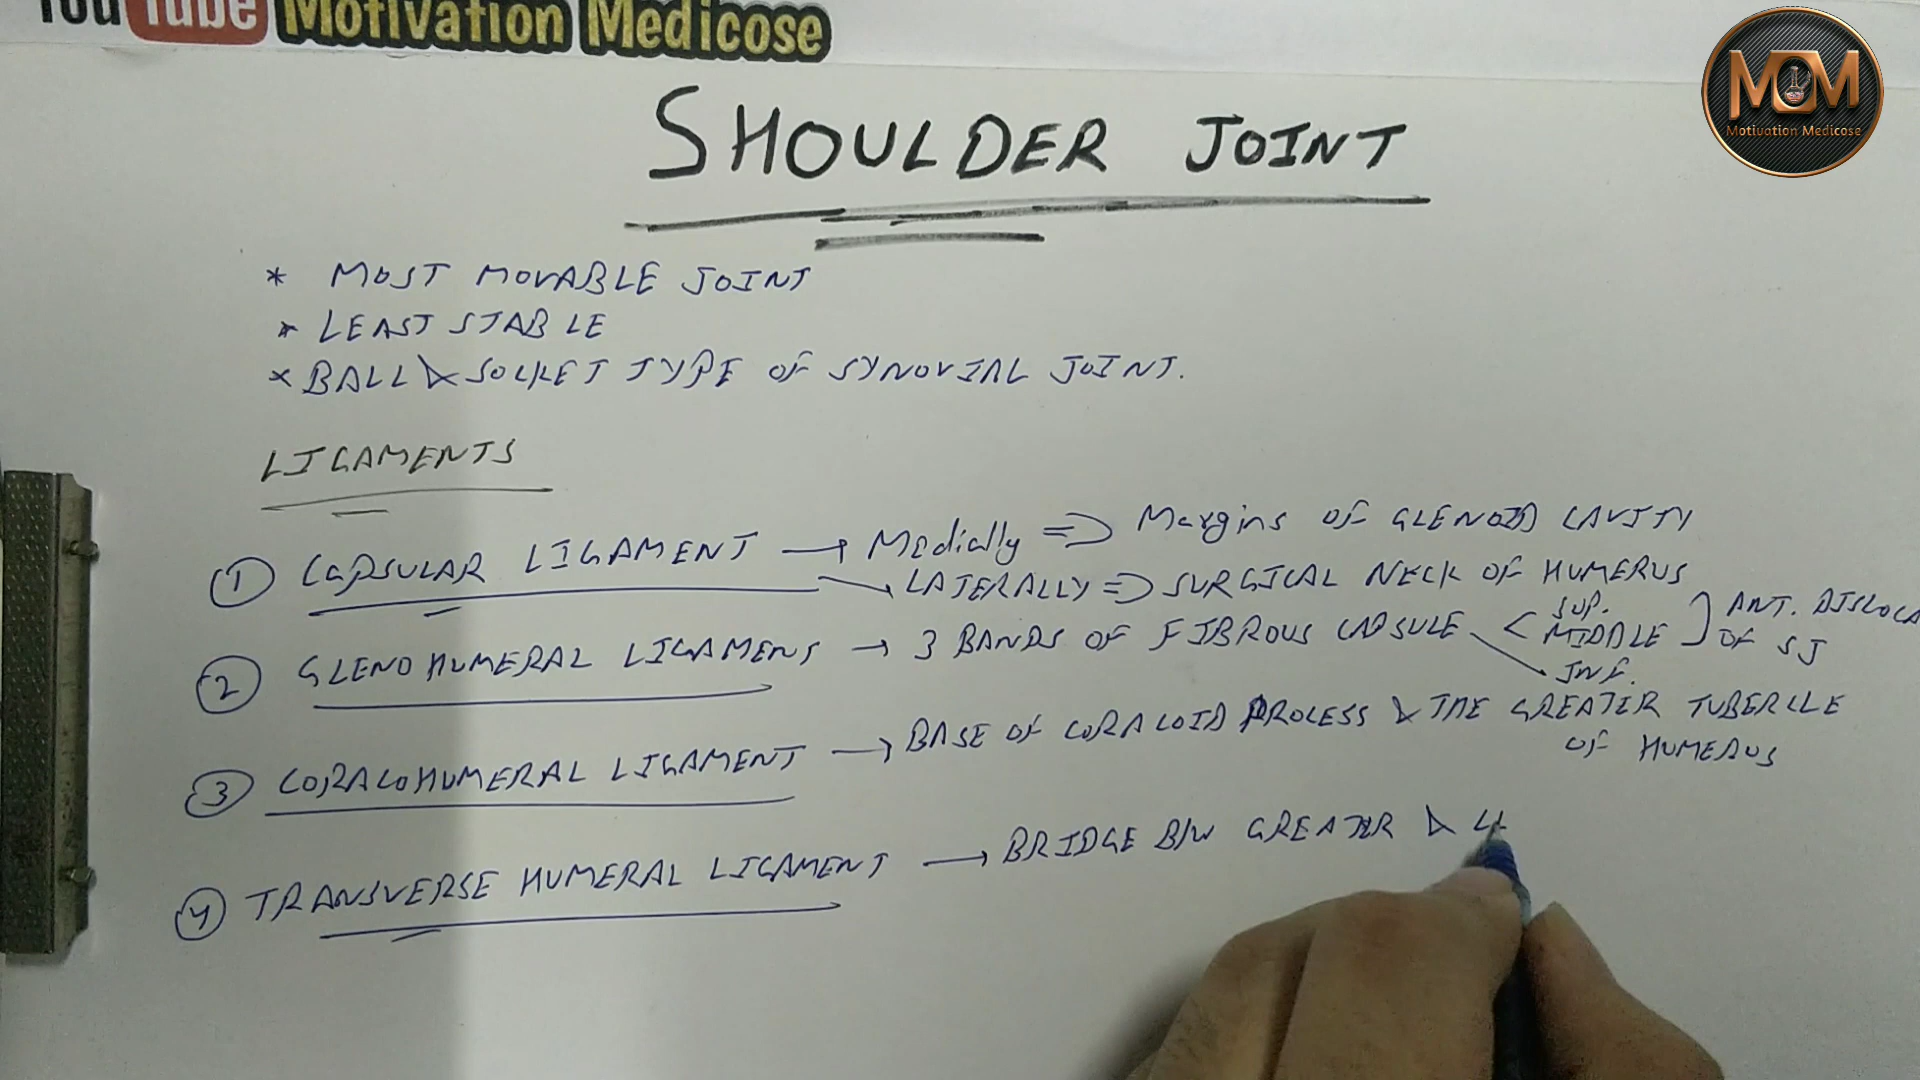 YouTube Motivation Medicose
MOM
Motivation Medicose
SHOULDER JOINT
* MOST MOVABLE JOINT
* LEAST STABLE
* BALL & SOCKET TYPE OF SYNOVIAL JOINT.
LIGAMENTS
① CAPSULAR LIGAMENT → Medially ⇒ Margins OF GLENOID CAVITY
→ LATERALLY ⇒ SURGICAL NECK OF HUMERUS
② GLENOHUMERAL LIGAMENT → 3 BANDS OF FIBROUS CAPSULE
SUP.
MIDDLE
INF.
ANT. DISLOCA
OF SJ
③ CORACOHUMERAL LIGAMENT → BASE OF CORACOID PROCESS & THE GREATER TUBERCLE
OF HUMERUS
④ TRANSVERSE HUMERAL LIGAMENT → BRIDGE B/W GREATER &